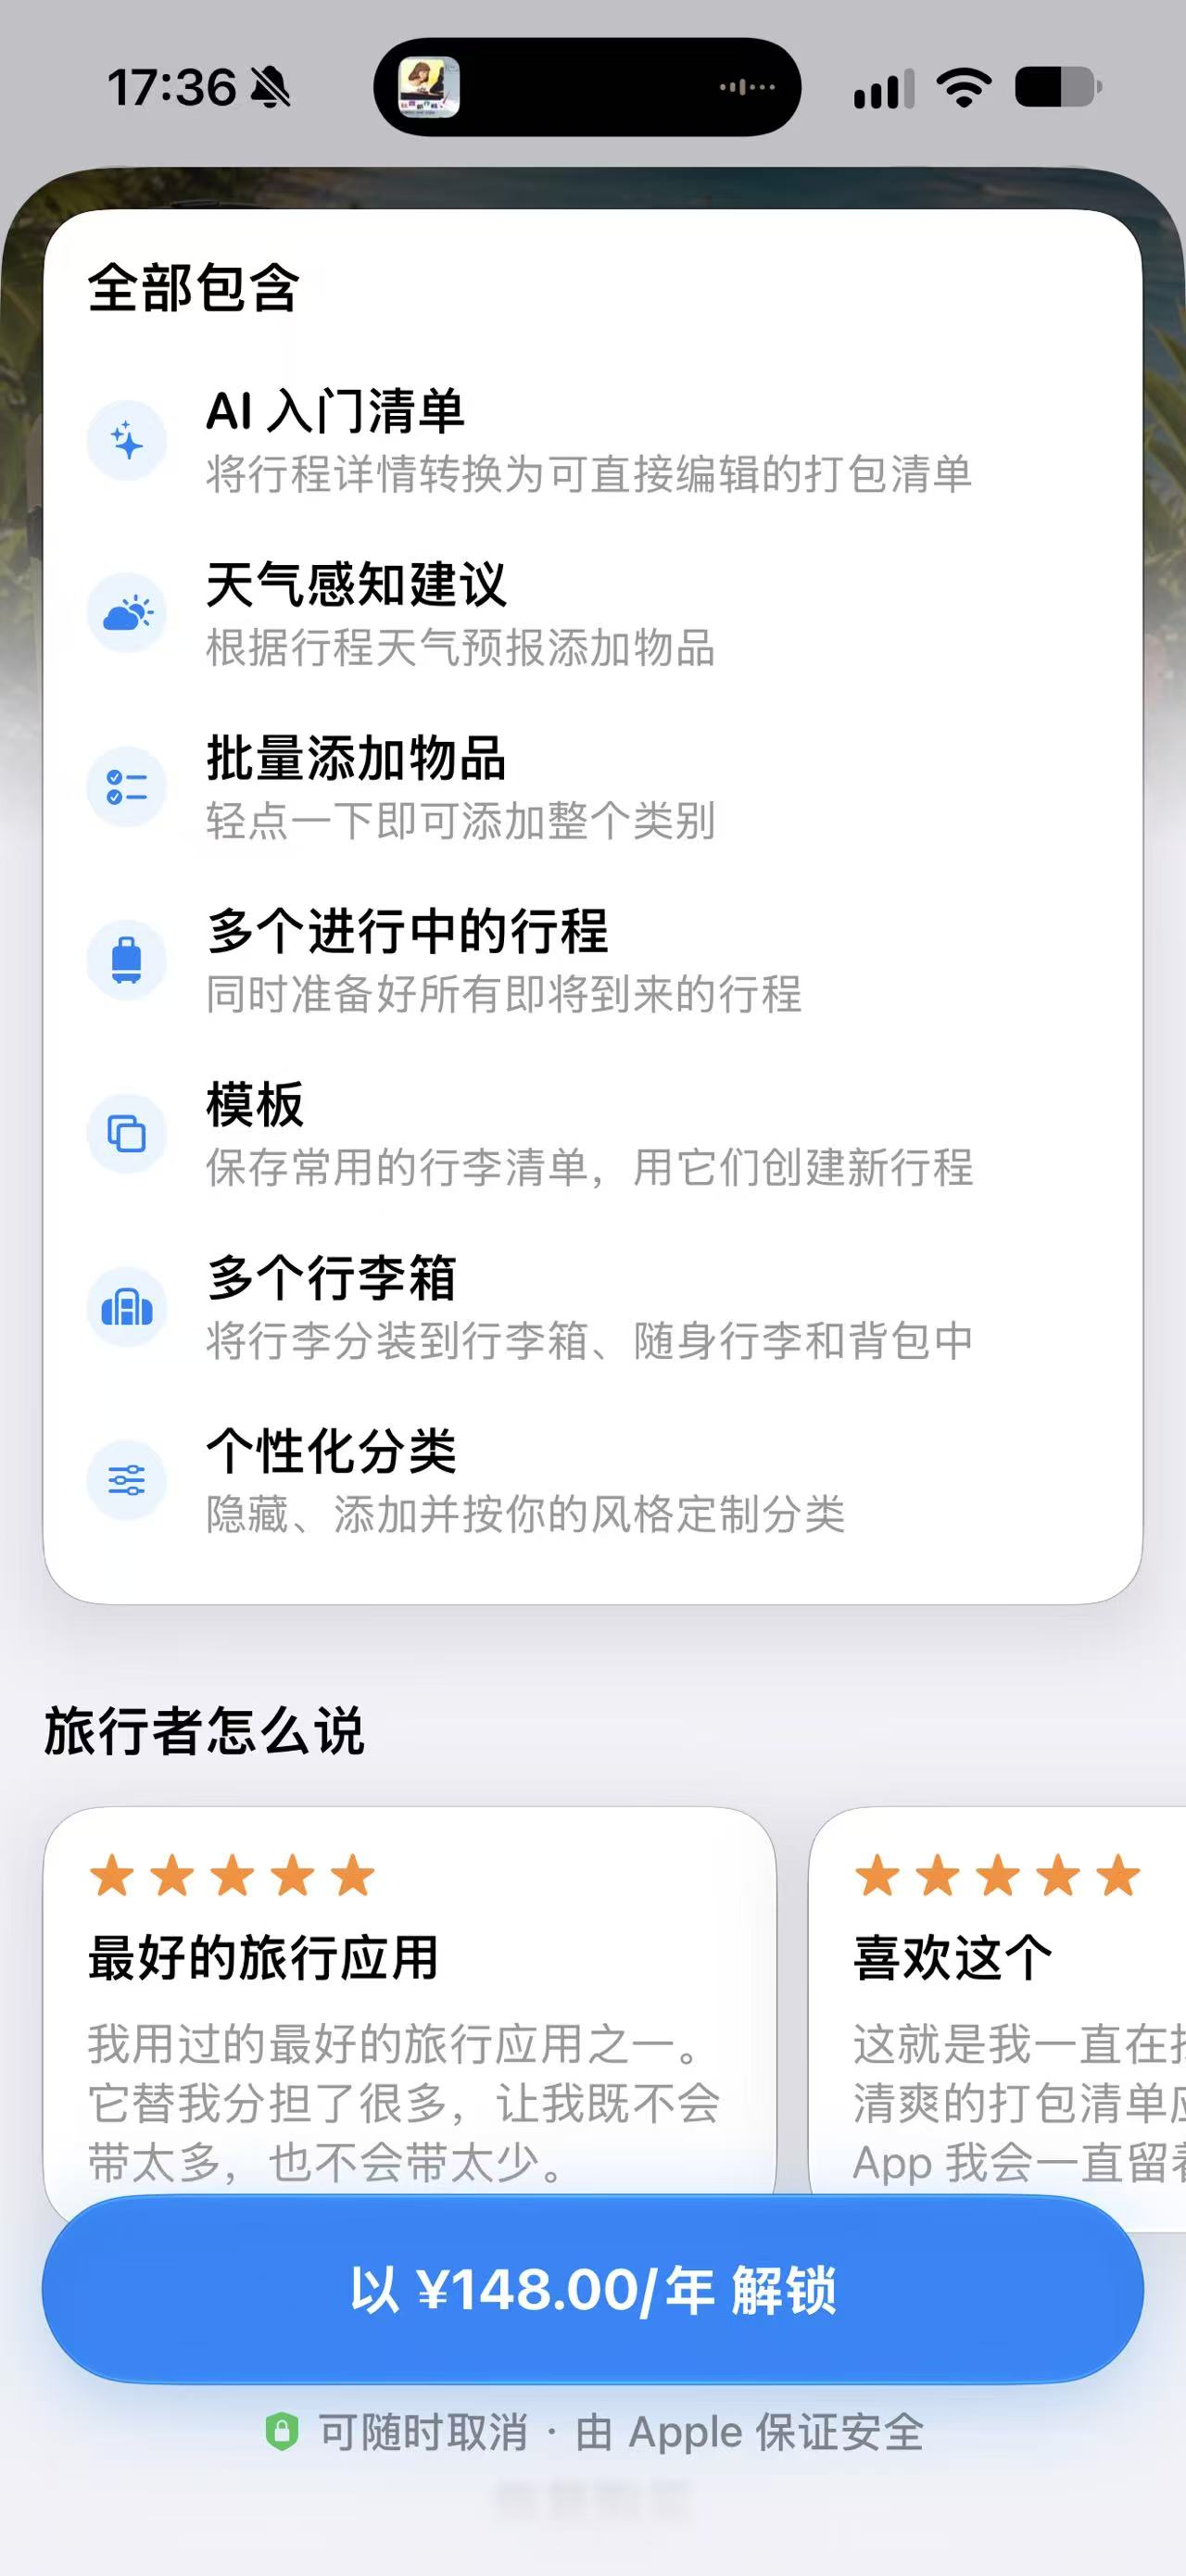 17:36
全部包含
AI 入门清单
将行程详情转换为可直接编辑的打包清单
天气感知建议
根据行程天气预报添加物品
批量添加物品
轻点一下即可添加整个类别
多个进行中的行程
同时准备好所有即将到来的行程
模板
保存常用的行李清单，用它们创建新行程
多个行李箱
将行李分装到行李箱、随身行李和背包中
个性化分类
隐藏、添加并按你的风格定制分类
旅行者怎么说
最好的旅行应用
我用过的最好的旅行应用之一。
它替我分担了很多，让我既不会
带太多，也不会带太少。
喜欢这个
这就是我一直在
清爽的打包清单
App 我会一直留
以 ¥148.00/年 解锁
可随时取消 · 由 Apple 保证安全